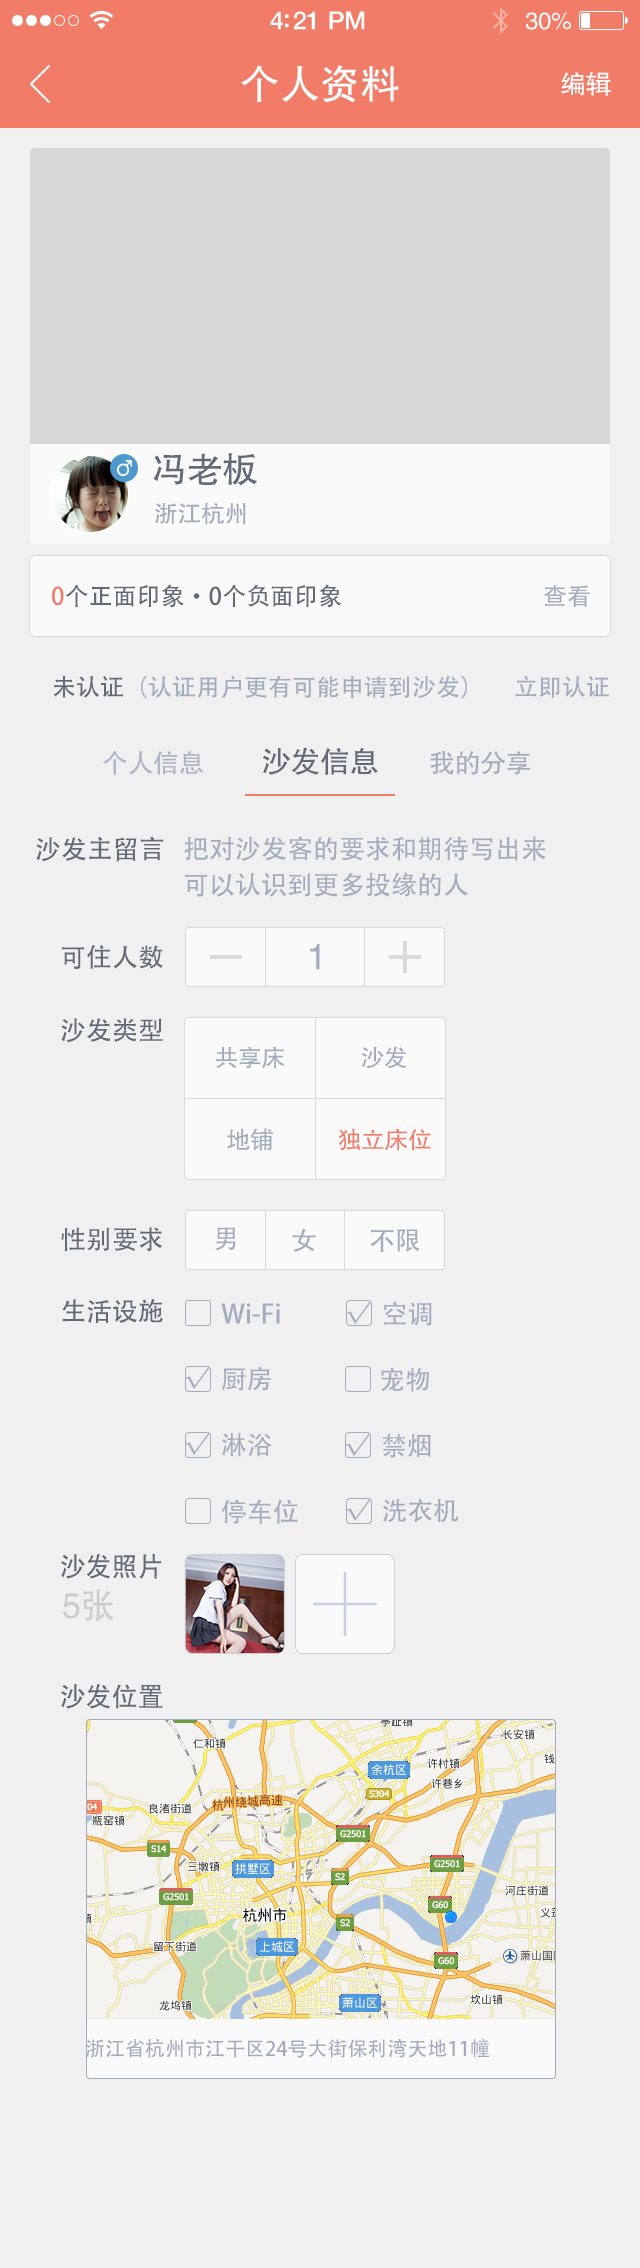 4:21 PM
30%
个人资料
编辑
冯老板
浙江杭州
0个正面印象·0个负面印象
查看
未认证（认证用户更有可能申请到沙发）
立即认证
个人信息
沙发信息
我的分享
沙发主留言
把对沙发客的要求和期待写出来
可以认识到更多投缘的人
可住人数
1
沙发类型
共享床
沙发
地铺
独立床位
性别要求
男
女
不限
生活设施
Wi-Fi
空调
厨房
宠物
淋浴
禁烟
停车位
洗衣机
沙发照片
5张
沙发位置
亭趾镇
长安镇
仁和镇
许村镇
余杭区
许巷乡
S304
04
良渚街道
杭州绕城高速
瓶窑镇
G2501
S14
三墩镇
拱墅区
G2501
S2
G2501
河庄街道
G60
杭州市
S2
留下街道
上城区
萧山国
G60
龙坞镇
萧山区
坎山镇
浙江省杭州市江干区24号大街保利湾天地11幢